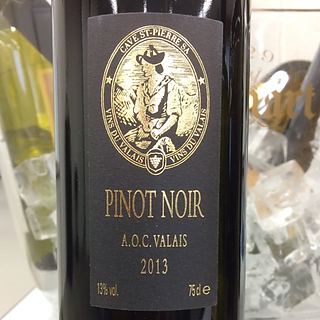 CAVE ST-PIERRE SA
VINS DU VALAIS
VINS DU VALAIS
PINOT NOIR
A.O.C. VALAIS
2013
13% vol.
75cl e